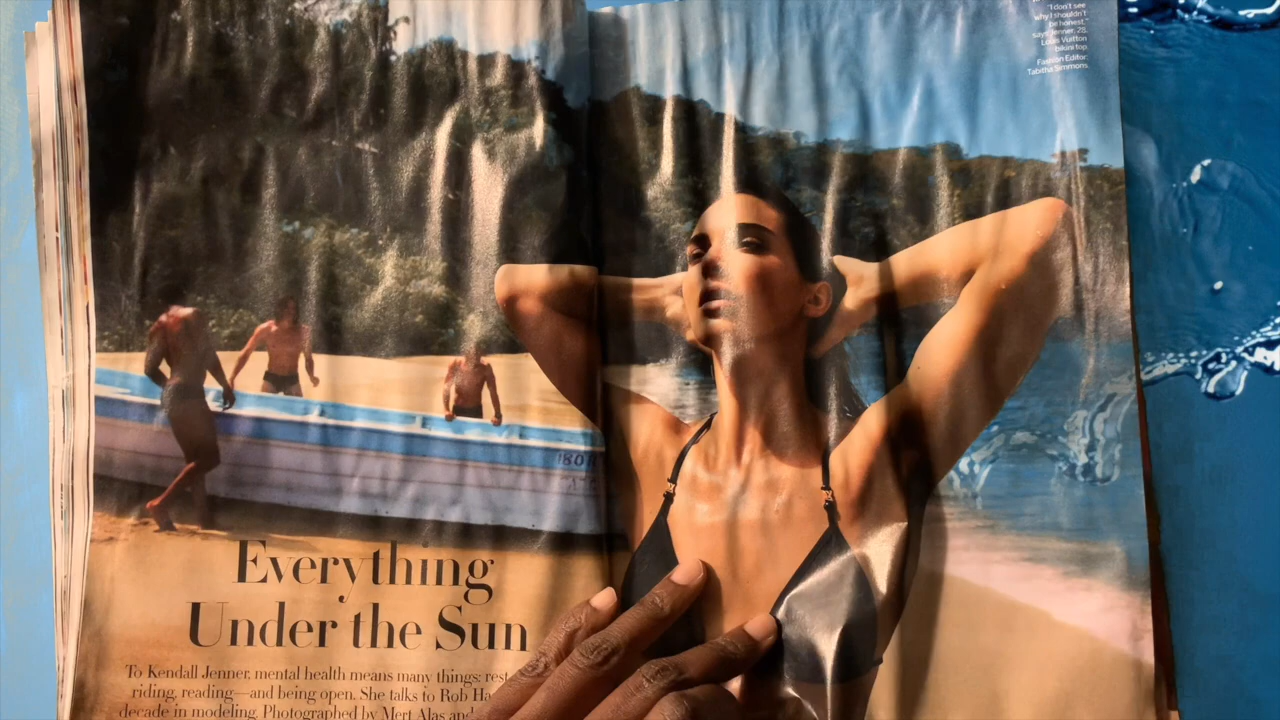 "I don't see
why I shouldn't
be honest,"
says Jenner, 28.
Louis Vuitton
bikini top.
Fashion Editor:
Tabitha Simmons.
180
Everything
Under the Sun
To Kendall Jenner, mental health means many things: rest
riding, reading—and being open. She talks to Rob Ha
decade in modeling. Photographed by Mert Alas and